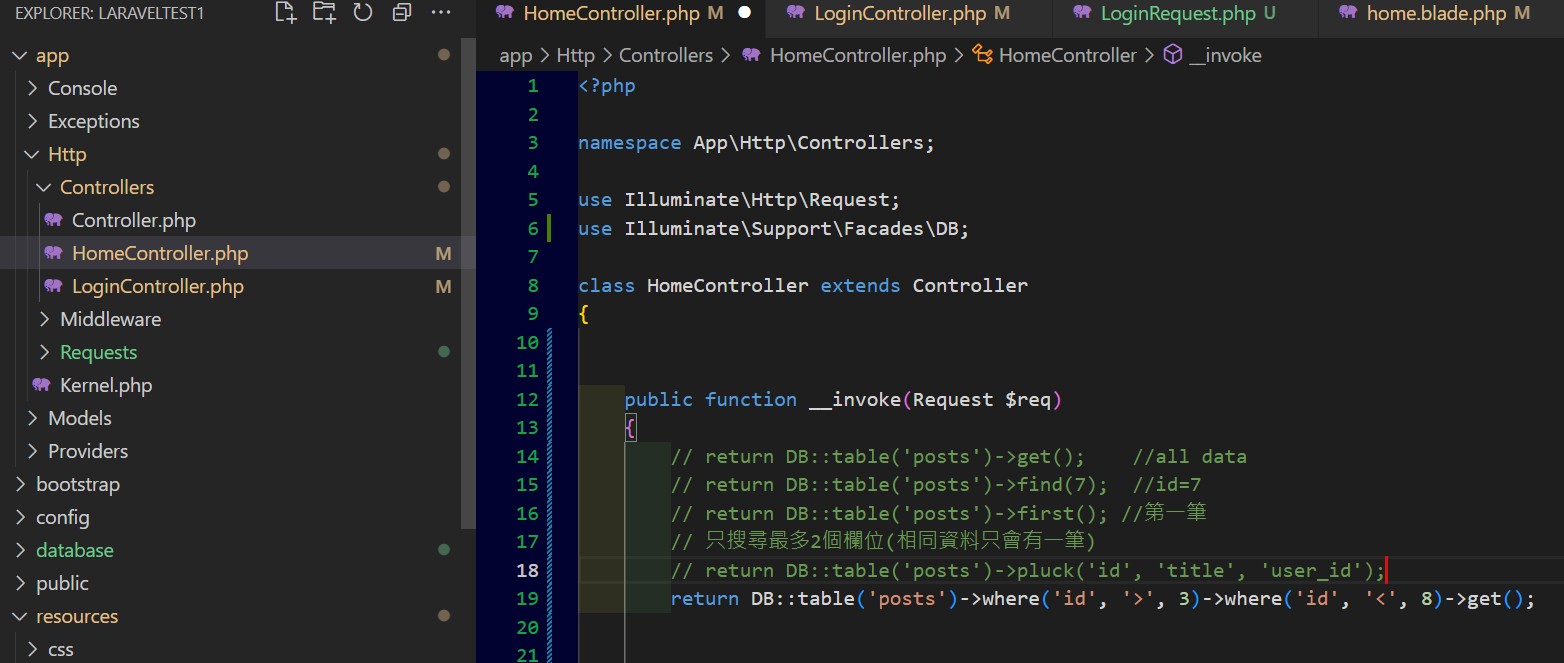 EXPLORER: LARAVELTEST1
app
Console
Exceptions
Http
Controllers
Controller.php
HomeController.php M
LoginController.php M
Middleware
Requests
Kernel.php
Models
Providers
bootstrap
config
database
public
resources
css
HomeController.php M
LoginController.php M
LoginRequest.php U
home.blade.php M
app > Http > Controllers > HomeController.php > HomeController > __invoke
1 <?php
2
3 namespace App\Http\Controllers;
4
5 use Illuminate\Http\Request;
6 use Illuminate\Support\Facades\DB;
7
8 class HomeController extends Controller
9 {
10
11
12 public function __invoke(Request $req)
13 {
14 // return DB::table('posts')->get(); //all data
15 // return DB::table('posts')->find(7); //id=7
16 // return DB::table('posts')->first(); //第一筆
17 // 只搜尋最多2個欄位(相同資料只會有一筆)
18 // return DB::table('posts')->pluck('id', 'title', 'user_id');
19 return DB::table('posts')->where('id', '>', 3)->where('id', '<', 8)->get();
20
21